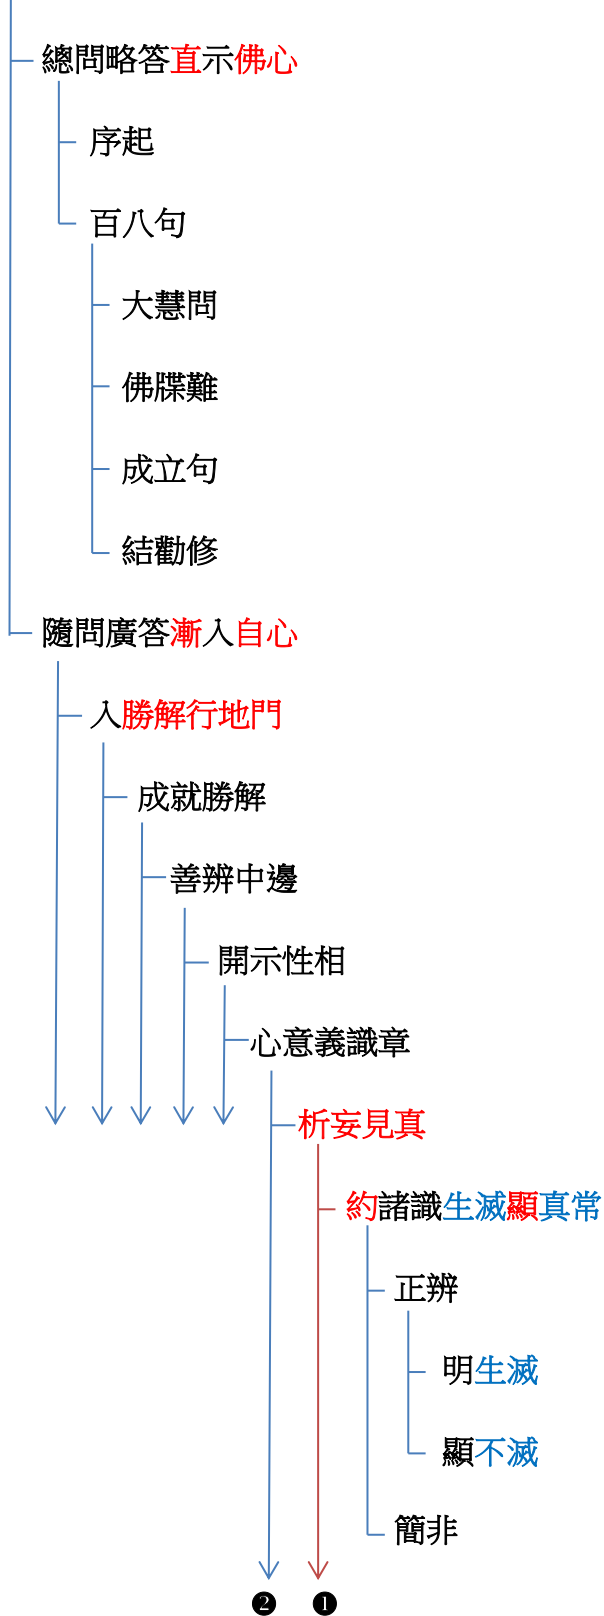 總問略答直示佛心
序起
百八句
大慧問
佛牒難
成立句
結勸修
隨問廣答漸入自心
入勝解行地門
成就勝解
善辨中邊
開示性相
心意義識章
析妄見真
約諸識生滅顯真常
正辨
明生滅
顯不滅
簡非
❷ ❶